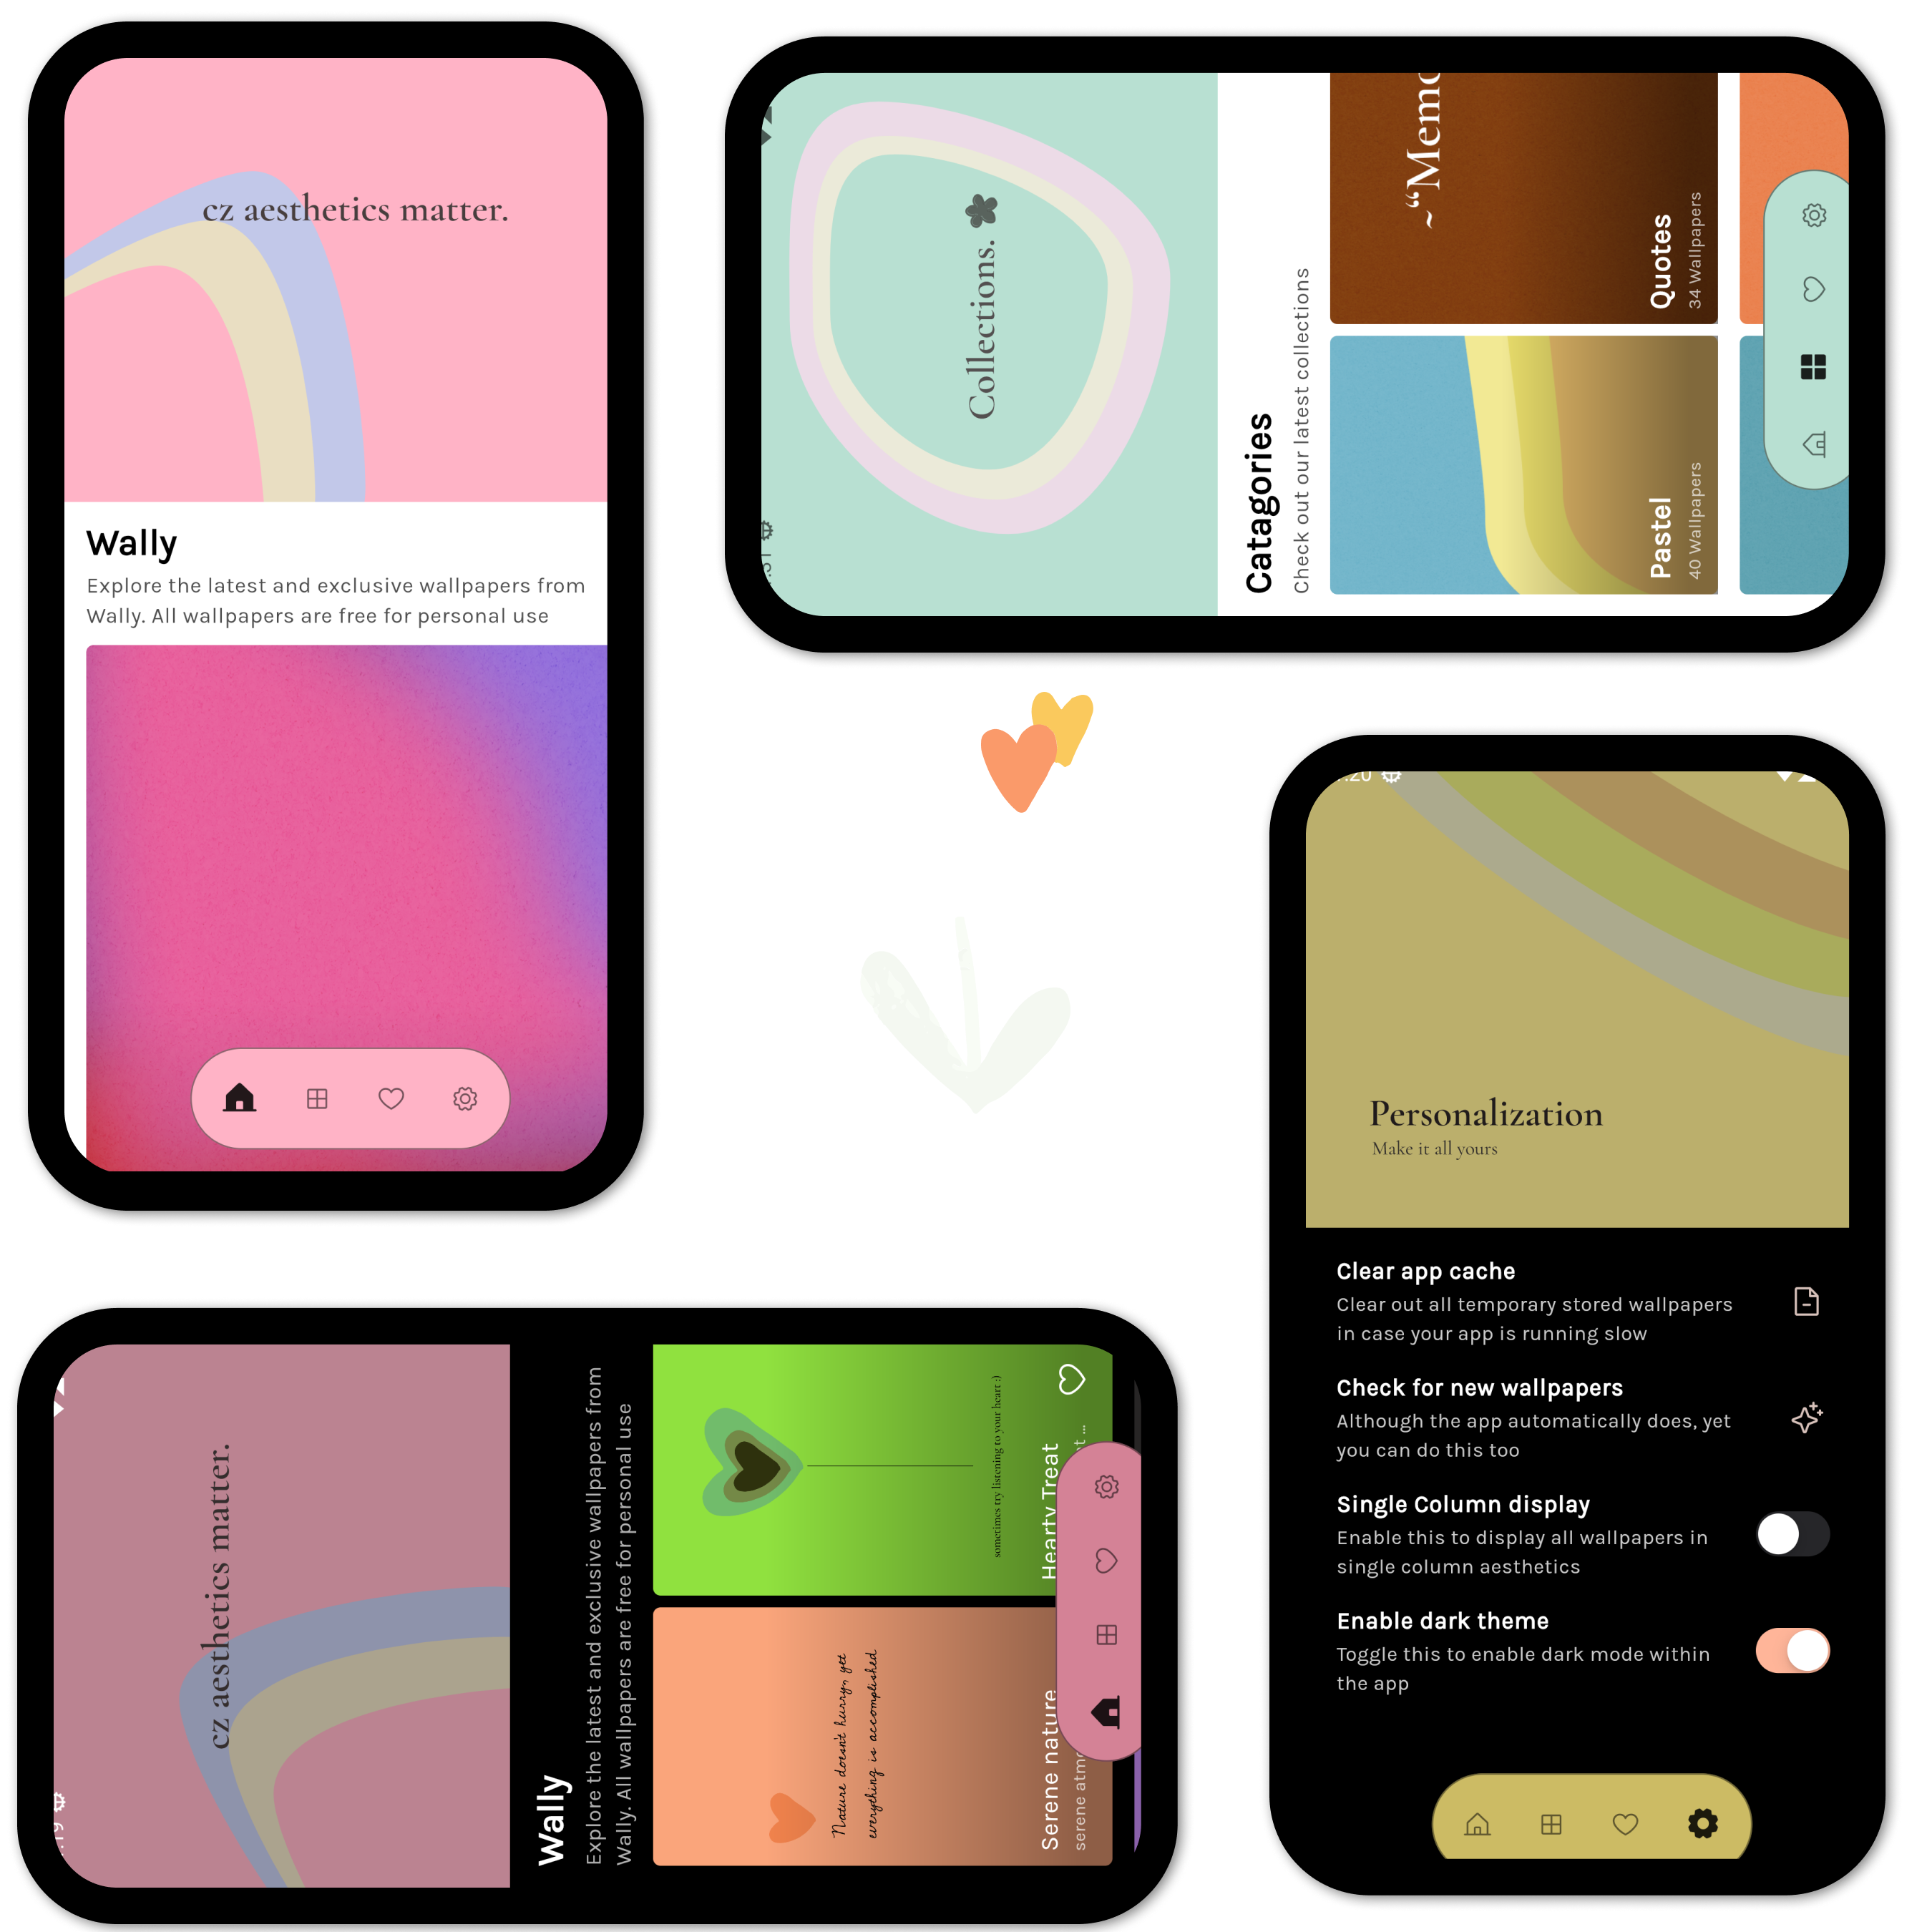 cz aesthetics matter.
Wally
Explore the latest and exclusive wallpapers from
Wally. All wallpapers are free for personal use
Collections.
Catagories
Check out our latest collections
Pastel
40 Wallpapers
~“Memo
Quotes
34 Wallpapers
cz aesthetics matter.
Wally
Explore the latest and exclusive wallpapers from
Wally. All wallpapers are free for personal use
Nature doesn't hurry, yet
everything is accomplished
Serene nature
serene atmo
sometimes try listening to your heart :)
Hearty Treat
Personalization
Make it all yours
Clear app cache
Clear out all temporary stored wallpapers
in case your app is running slow
Check for new wallpapers
Although the app automatically does, yet
you can do this too
Single Column display
Enable this to display all wallpapers in
single column aesthetics
Enable dark theme
Toggle this to enable dark mode within
the app